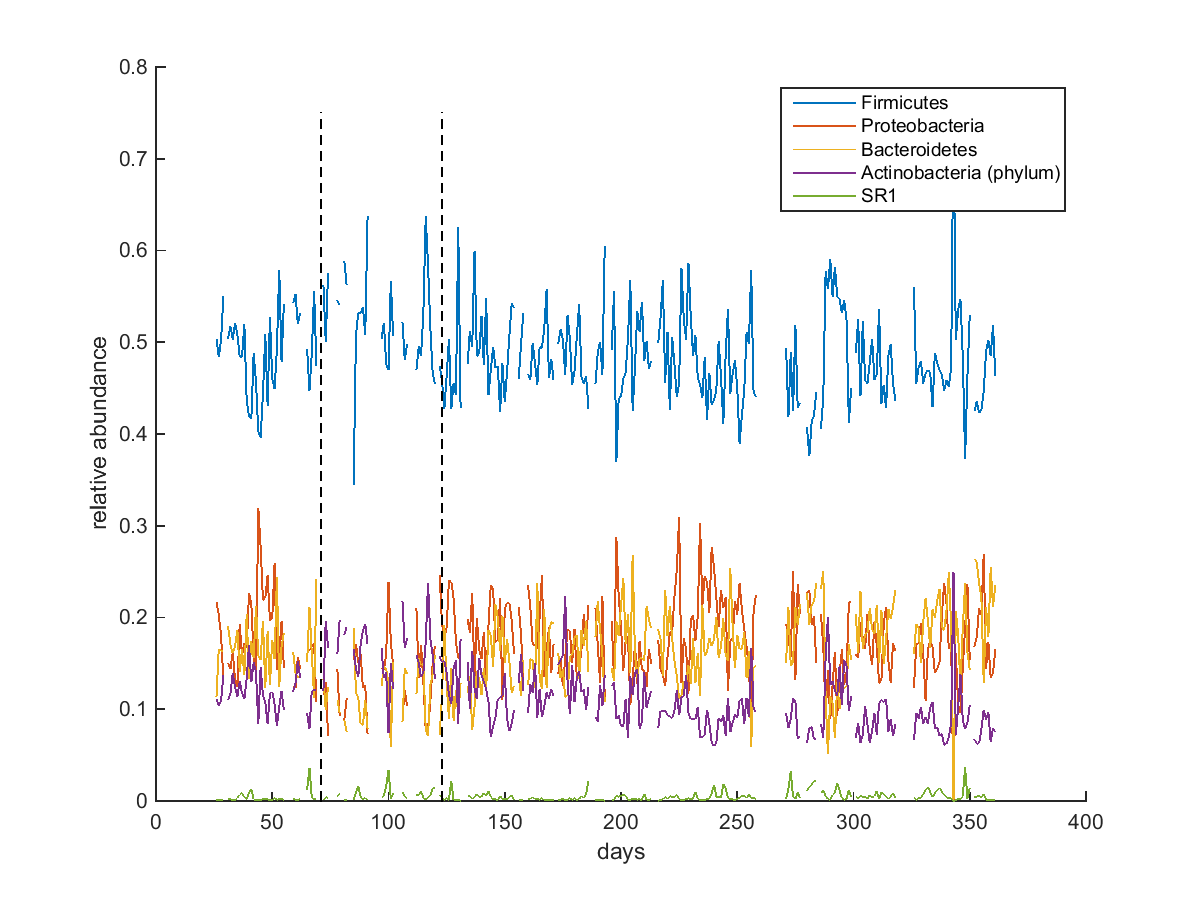 0.8
0.7
0.6
0.5
0.4
0.3
0.2
0.1
0
relative abundance
Firmicutes
Proteobacteria
Bacteroidetes
Actinobacteria (phylum)
SR1
0 50 100 150 200 250 300 350 400
days